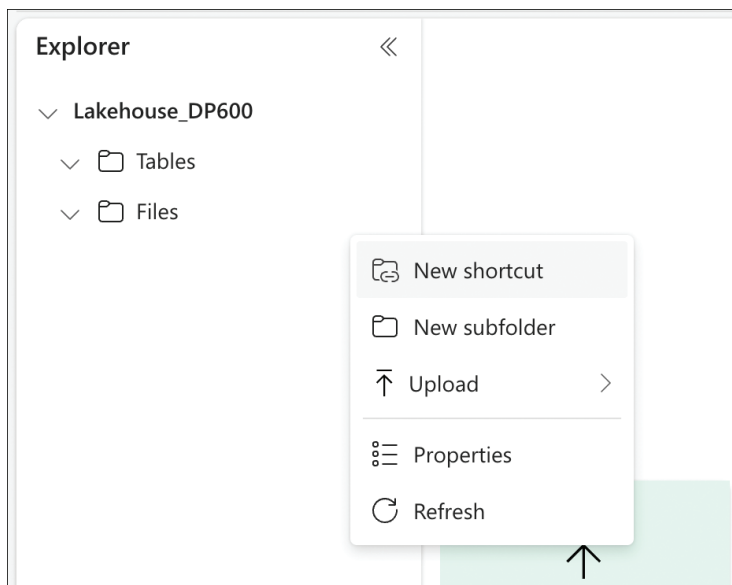 Explorer
Lakehouse_DP600
Tables
Files
New shortcut
New subfolder
Upload
Properties
Refresh